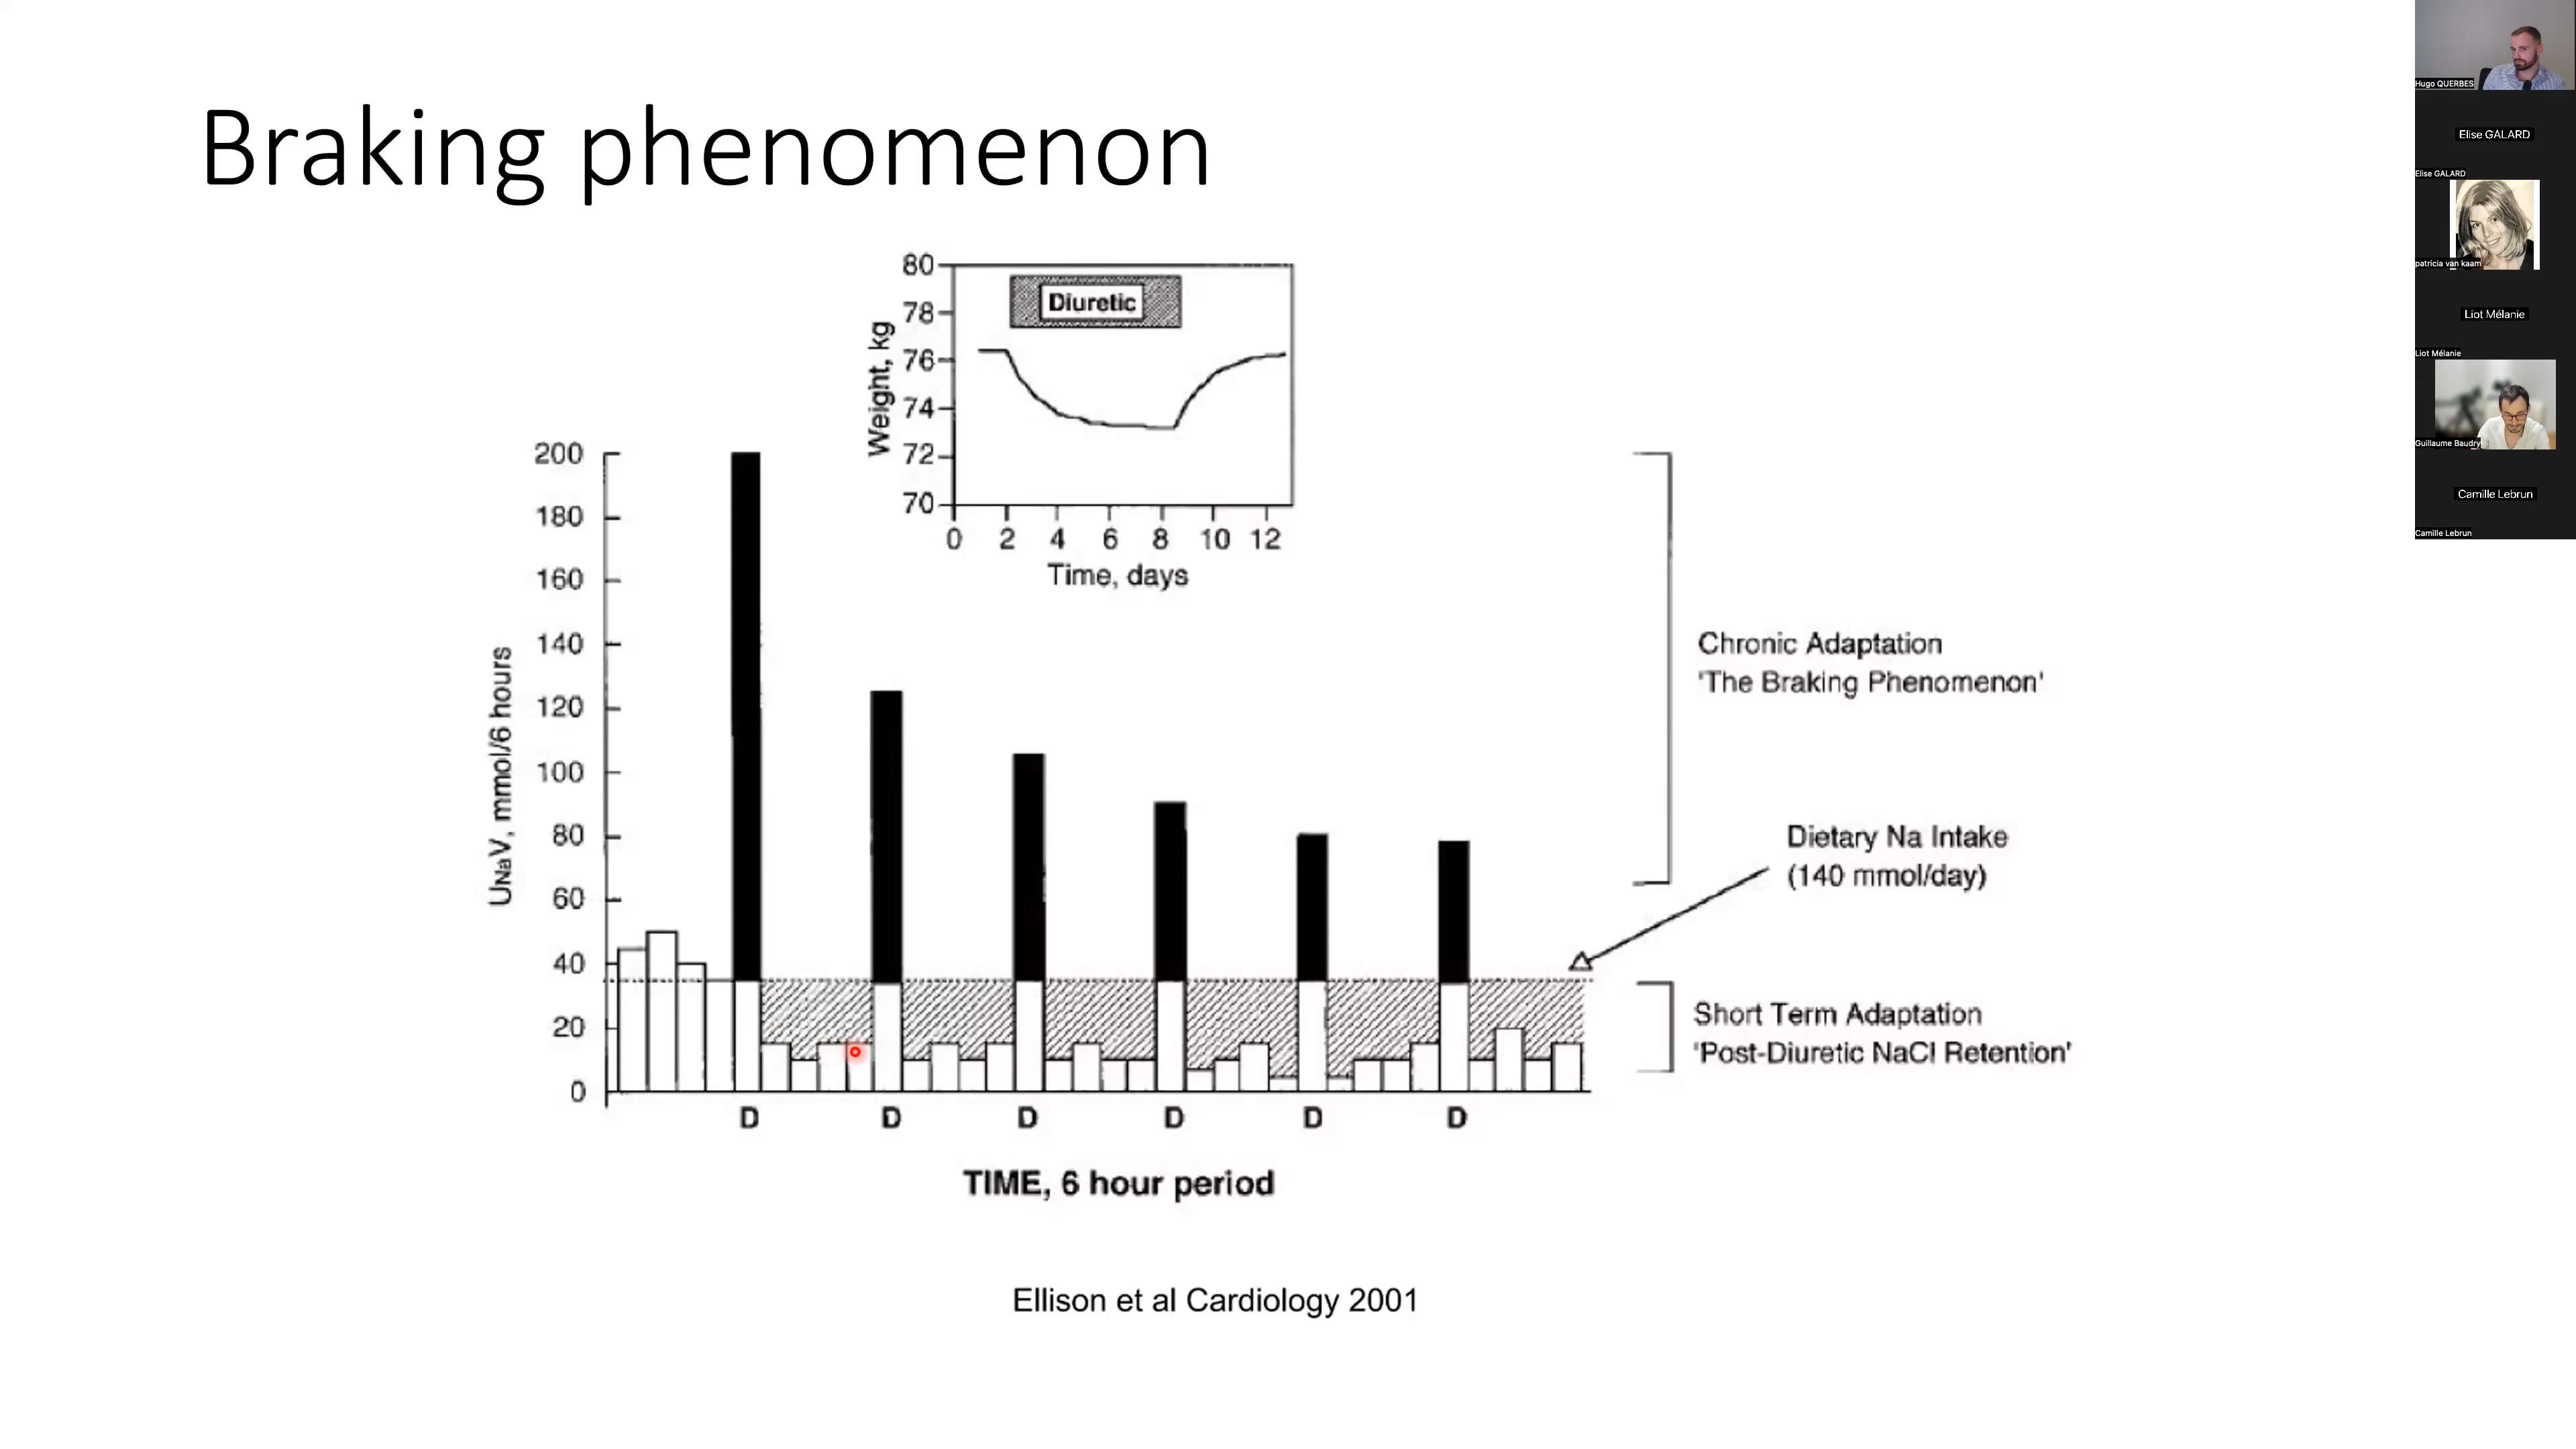 Braking phenomenon
80
78
76
74
72
70
Weight, kg
Diuretic
0 2 4 6 8 10 12
Time, days
200
180
160
140
120
100
80
60
40
20
0
UNaV, mmol/6 hours
Chronic Adaptation
'The Braking Phenomenon'
Dietary Na Intake
(140 mmol/day)
Short Term Adaptation
'Post-Diuretic NaCl Retention'
D D D D D D
TIME, 6 hour period
Ellison et al Cardiology 2001
Hugo QUERBES
Elise GALARD
Elise GALARD
patricia van kaam
Liot Mélanie
Liot Mélanie
Guillaume Baudry
Camille Lebrun
Camille Lebrun